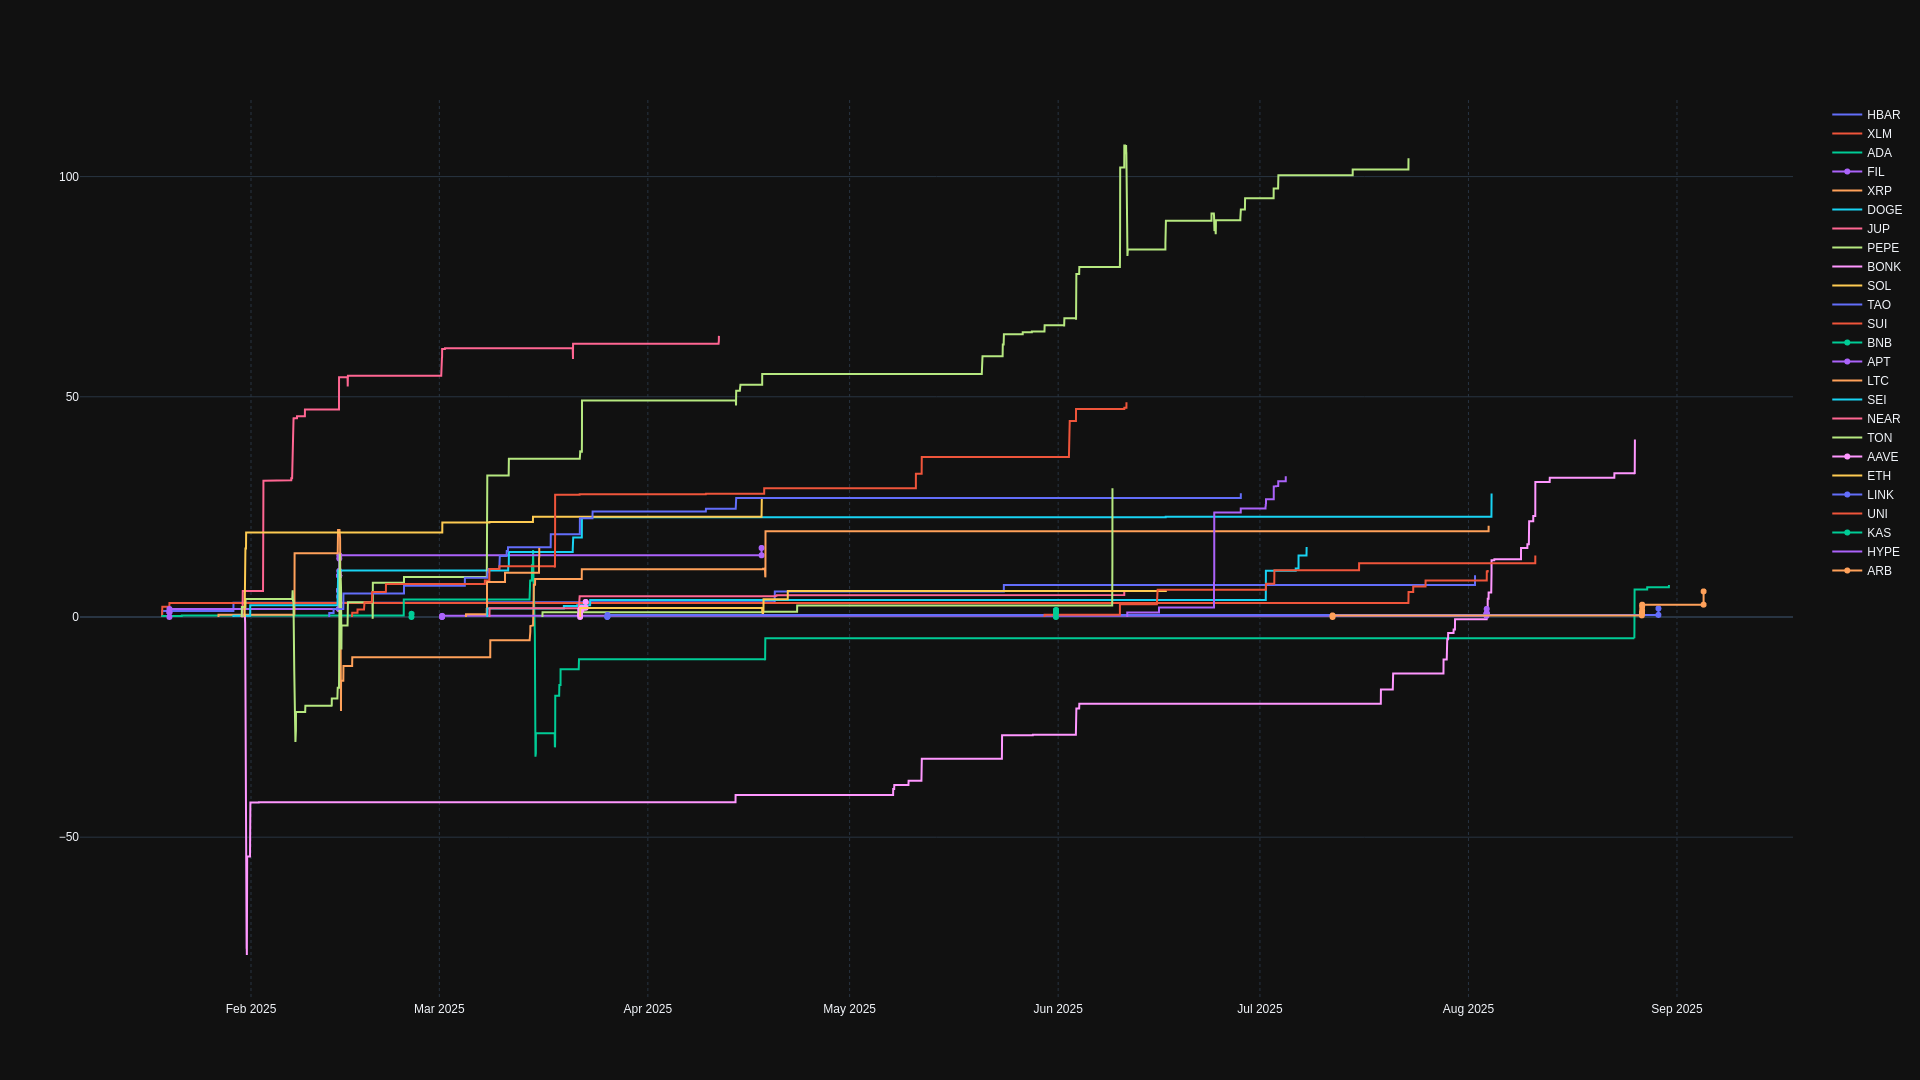 100
50
0
−50
Feb 2025
Mar 2025
Apr 2025
May 2025
Jun 2025
Jul 2025
Aug 2025
Sep 2025
HBAR
XLM
ADA
FIL
XRP
DOGE
JUP
PEPE
BONK
SOL
TAO
SUI
BNB
APT
LTC
SEI
NEAR
TON
AAVE
ETH
LINK
UNI
KAS
HYPE
ARB